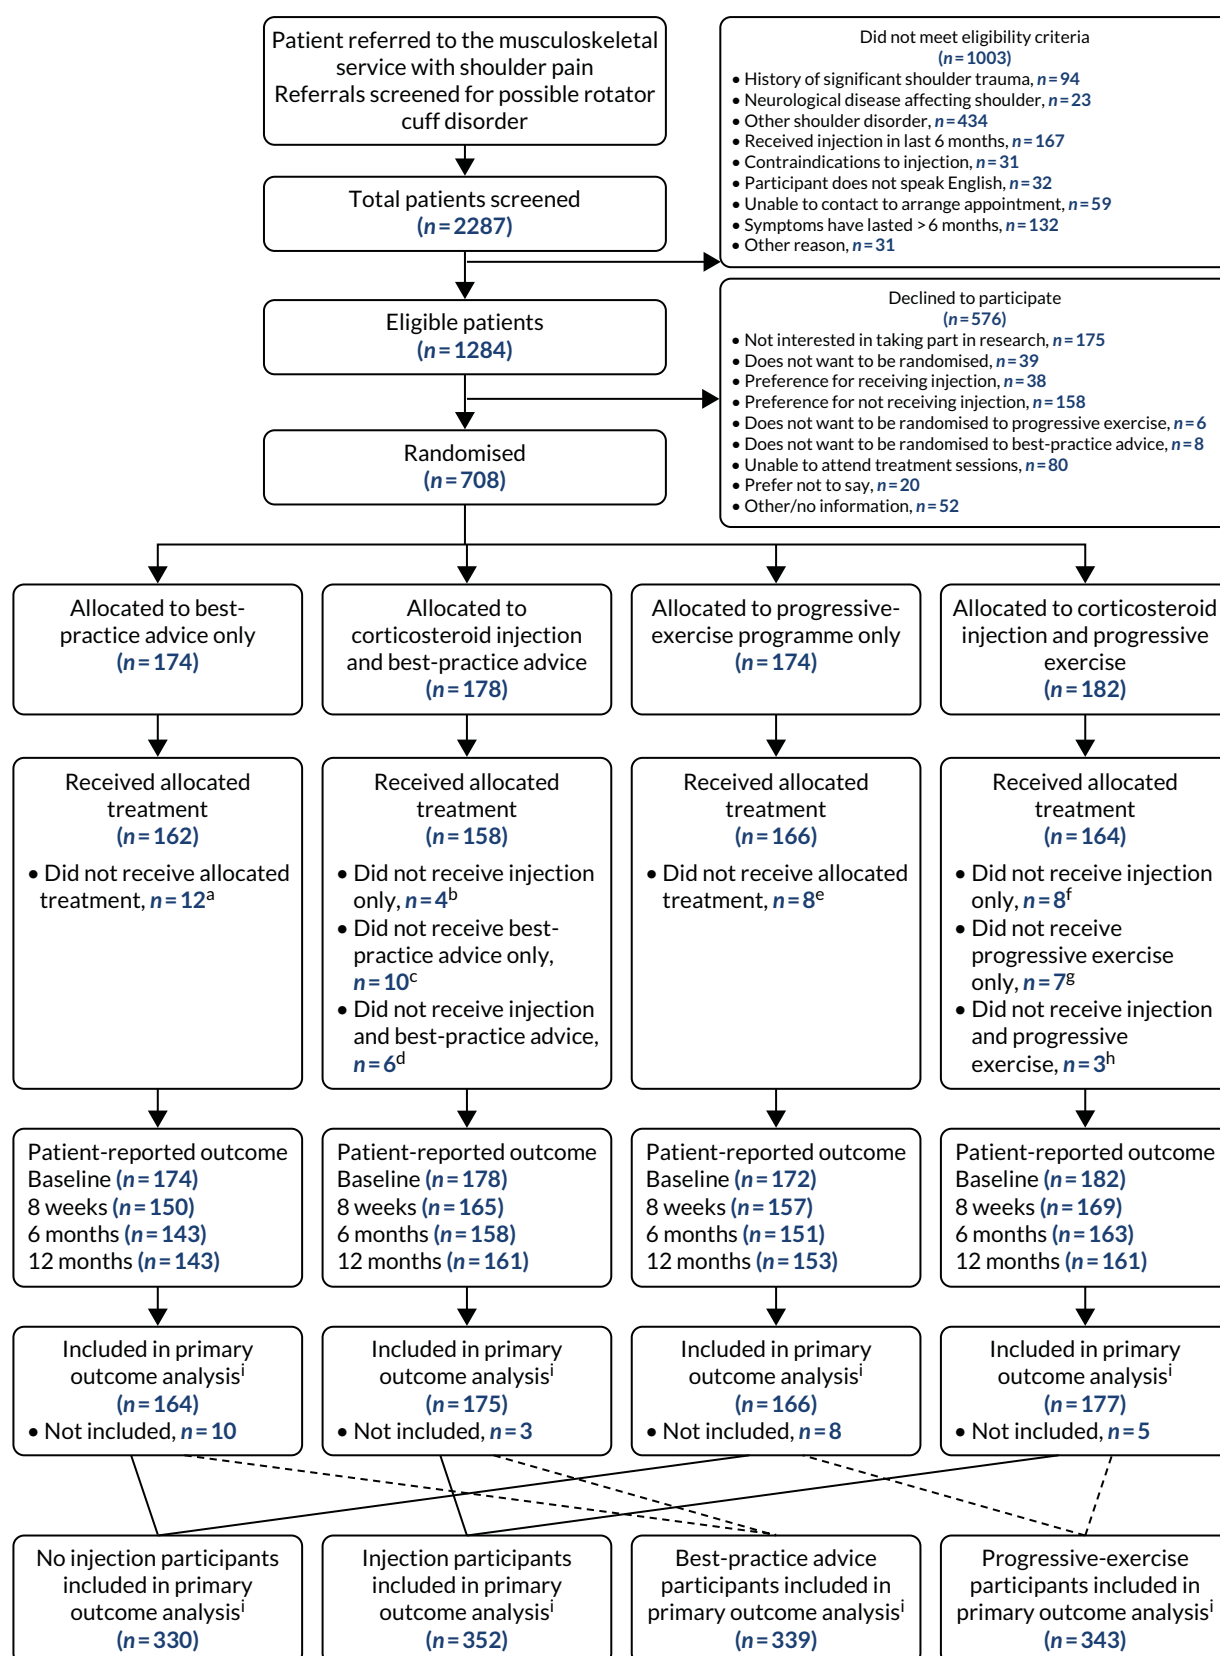 Patient referred to the musculoskeletal
service with shoulder pain
Referrals screened for possible rotator
cuff disorder
Total patients screened
(n=2287)
Did not meet eligibility criteria
(n=1003)
• History of significant shoulder trauma, n=94
• Neurological disease affecting shoulder, n=23
• Other shoulder disorder, n=434
• Received injection in last 6 months, n=167
• Contraindications to injection, n=31
• Participant does not speak English, n=32
• Unable to contact to arrange appointment, n=59
• Symptoms have lasted >6 months, n=132
• Other reason, n=31
Eligible patients
(n=1284)
Declined to participate
(n=576)
• Not interested in taking part in research, n=175
• Does not want to be randomised, n=39
• Preference for receiving injection, n=38
• Preference for not receiving injection, n=158
• Does not want to be randomised to progressive exercise, n=6
• Does not want to be randomised to best-practice advice, n=8
• Unable to attend treatment sessions, n=80
• Prefer not to say, n=20
• Other/no information, n=52
Randomised
(n=708)
Allocated to best-
practice advice only
(n=174)
Allocated to
corticosteroid injection
and best-practice advice
(n=178)
Allocated to progressive-
exercise programme only
(n=174)
Allocated to corticosteroid
injection and progressive
exercise
(n=182)
Received allocated
treatment
(n=162)
• Did not receive allocated
treatment, n=12a
Received allocated
treatment
(n=158)
• Did not receive injection
only, n=4b
• Did not receive best-
practice advice only,
n=10c
• Did not receive injection
and best-practice advice,
n=6d
Received allocated
treatment
(n=166)
• Did not receive allocated
treatment, n=8e
Received allocated
treatment
(n=164)
• Did not receive injection
only, n=8f
• Did not receive
progressive exercise
only, n=7g
• Did not receive injection
and progressive
exercise, n=3h
Patient-reported outcome
Baseline (n=174)
8 weeks (n=150)
6 months (n=143)
12 months (n=143)
Patient-reported outcome
Baseline (n=178)
8 weeks (n=165)
6 months (n=158)
12 months (n=161)
Patient-reported outcome
Baseline (n=172)
8 weeks (n=157)
6 months (n=151)
12 months (n=153)
Patient-reported outcome
Baseline (n=182)
8 weeks (n=169)
6 months (n=163)
12 months (n=161)
Included in primary
outcome analysisi
(n=164)
• Not included, n=10
Included in primary
outcome analysisi
(n=175)
• Not included, n=3
Included in primary
outcome analysisi
(n=166)
• Not included, n=8
Included in primary
outcome analysisi
(n=177)
• Not included, n=5
No injection participants
included in primary
outcome analysisi
(n=330)
Injection participants
included in primary
outcome analysisi
(n=352)
Best-practice advice
participants included in
primary outcome analysisi
(n=339)
Progressive-exercise
participants included in
primary outcome analysisi
(n=343)